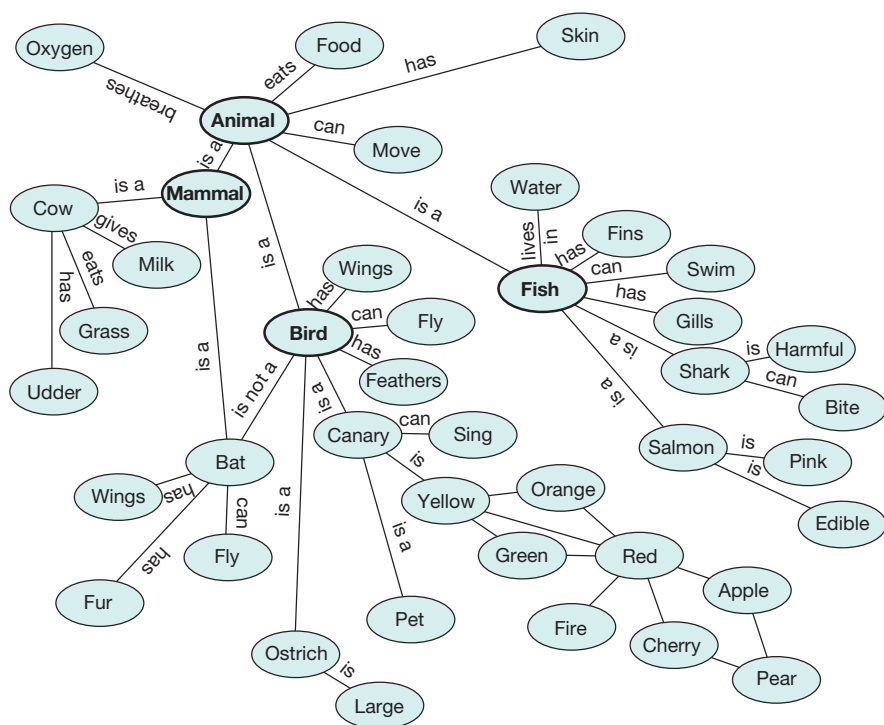 Oxygen
Food
Skin
breathes
eats
has
Animal
can
Move
is a
Mammal
is a
Cow
gives
Milk
eats
has
Grass
Udder
is a
is a
is a
Water
lives
in
has
Fins
can
Swim
Fish
has
Gills
is a
Shark
is
Harmful
can
Bite
is a
Salmon
is
Pink
is
Edible
has
Wings
can
Fly
Bird
has
Feathers
is not a
is a
Canary
can
Sing
is
Bat
Wings
has
can
Fly
has
Fur
is a
is a
Yellow
Orange
Green
Red
Pet
Fire
Apple
Cherry
Pear
Ostrich
is
Large